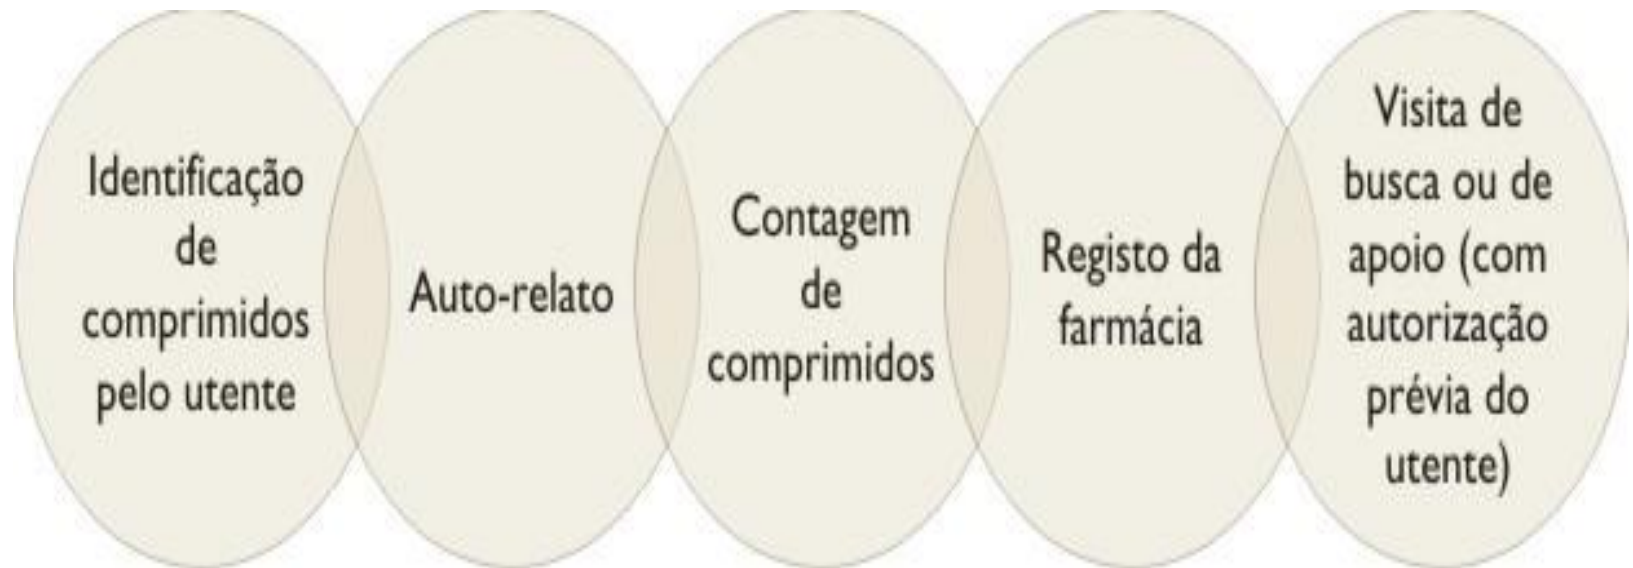 Identificação
de
comprimidos
pelo utente
Auto-relato
Contagem
de
comprimidos
Registo da
farmácia
Visita de
busca ou de
apoio (com
autorização
prévia do
utente)